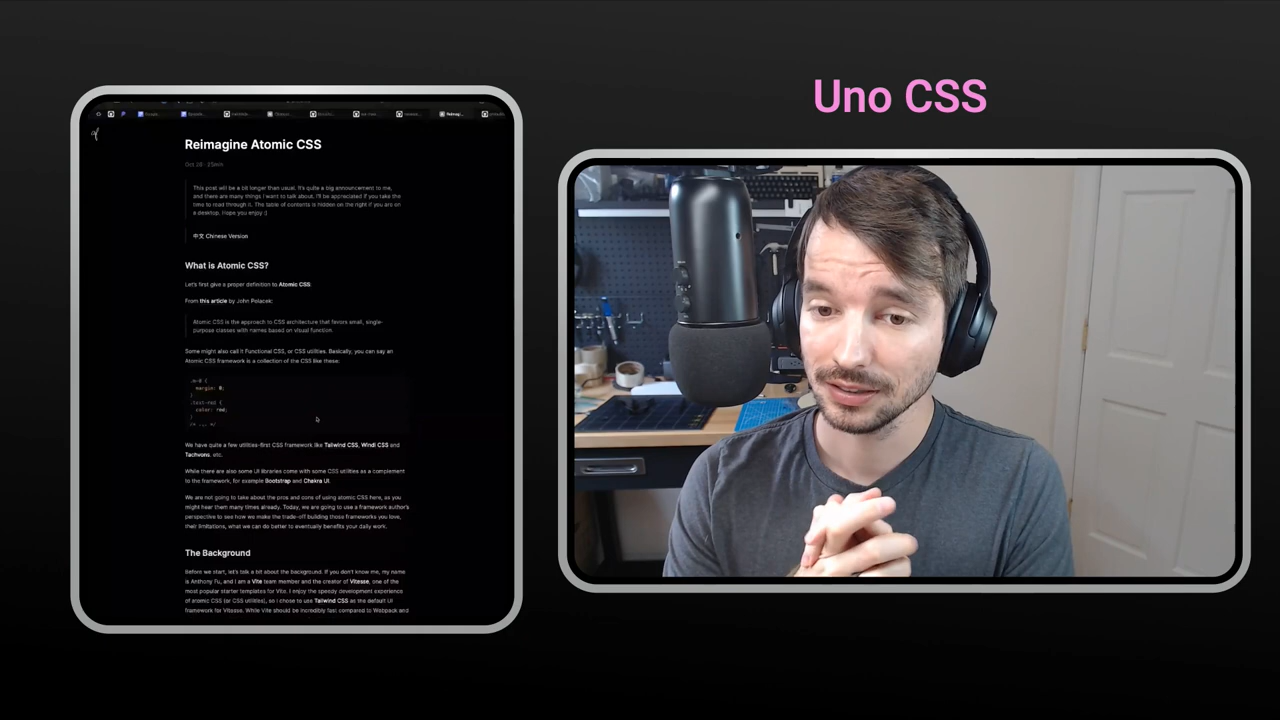 Uno CSS
Reimagine Atomic CSS
Oct 28 · 25min
This post will be a bit longer than usual. It's quite a big announcement to me,
and there are many things I want to talk about. I'll be appreciated if you take the
time to read through it. The table of contents is hidden on the right if you are on
a desktop. Hope you enjoy :)
中文 Chinese Version
What is Atomic CSS?
Let's first give a proper definition to Atomic CSS:
From this article by John Polacek:
Atomic CSS is the approach to CSS architecture that favors small, single-
purpose classes with names based on visual function.
Some might also call it Functional CSS, or CSS utilities. Basically, you can say an
Atomic CSS framework is a collection of the CSS like these:
.m-0 {
margin: 0;
}
.text-red {
color: red;
}
/* ... */
We have quite a few utilities-first CSS framework like Tailwind CSS, Windi CSS and
Tachyons, etc.
While there are also some UI libraries come with some CSS utilities as a complement
to the framework, for example Bootstrap and Chakra UI.
We are not going to take about the pros and cons of using atomic CSS here, as you
might hear them many times already. Today, we are going to use a framework author's
perspective to see how we make the trade-off building those frameworks you love,
their limitations, what we can do better to eventually benefits your daily work.
The Background
Before we start, let's talk a bit about the background. If you don't know me, my name
is Anthony Fu, and I am a Vite team member and the creator of Vitesse, one of the
most popular starter templates for Vite. I enjoy the speedy development experience
of atomic CSS (or CSS utilities), so I chose to use Tailwind CSS as the default UI
framework for Vitesse. While Vite should be incredibly fast compared to Webpack and